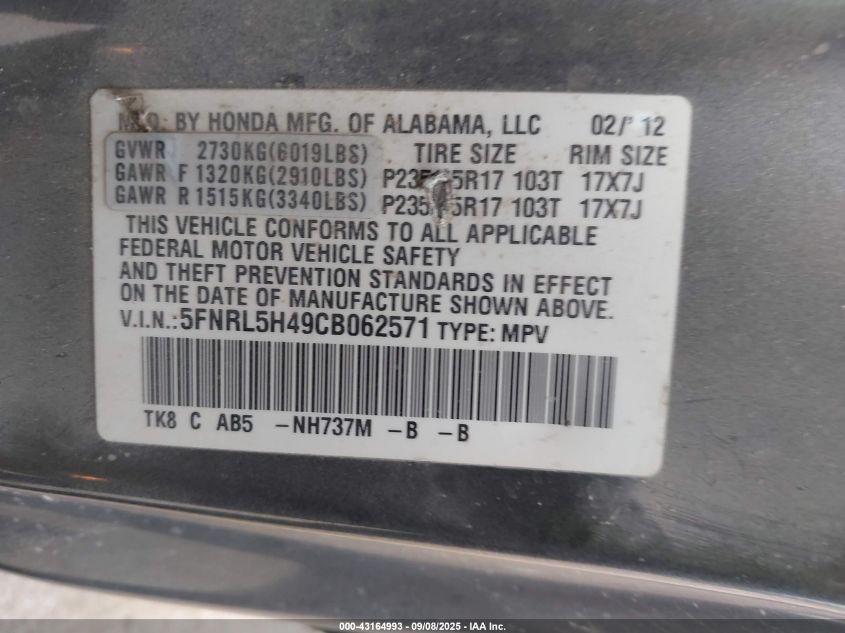 BY HONDA MFG. OF ALABAMA, LLC 02/ 12
GVWR 2730KG(6019LBS) TIRE SIZE RIM SIZE
GAWR F 1320KG(2910LBS) 103T 17X7J
GAWR R 1515KG(3340LBS) 103T 17X7J
THIS VEHICLE CONFORMS TO ALL APPLICABLE
FEDERAL MOTOR VEHICLE SAFETY
AND THEFT PREVENTION STANDARDS IN EFFECT
ON THE DATE OF MANUFACTURE SHOWN ABOVE.
V.I.N.:5FNRL5H49CB062571 TYPE: MPV
TK8 C AB5 -NH737M -B -B
000-43164993 - 09/08/2025 - IAA Inc.